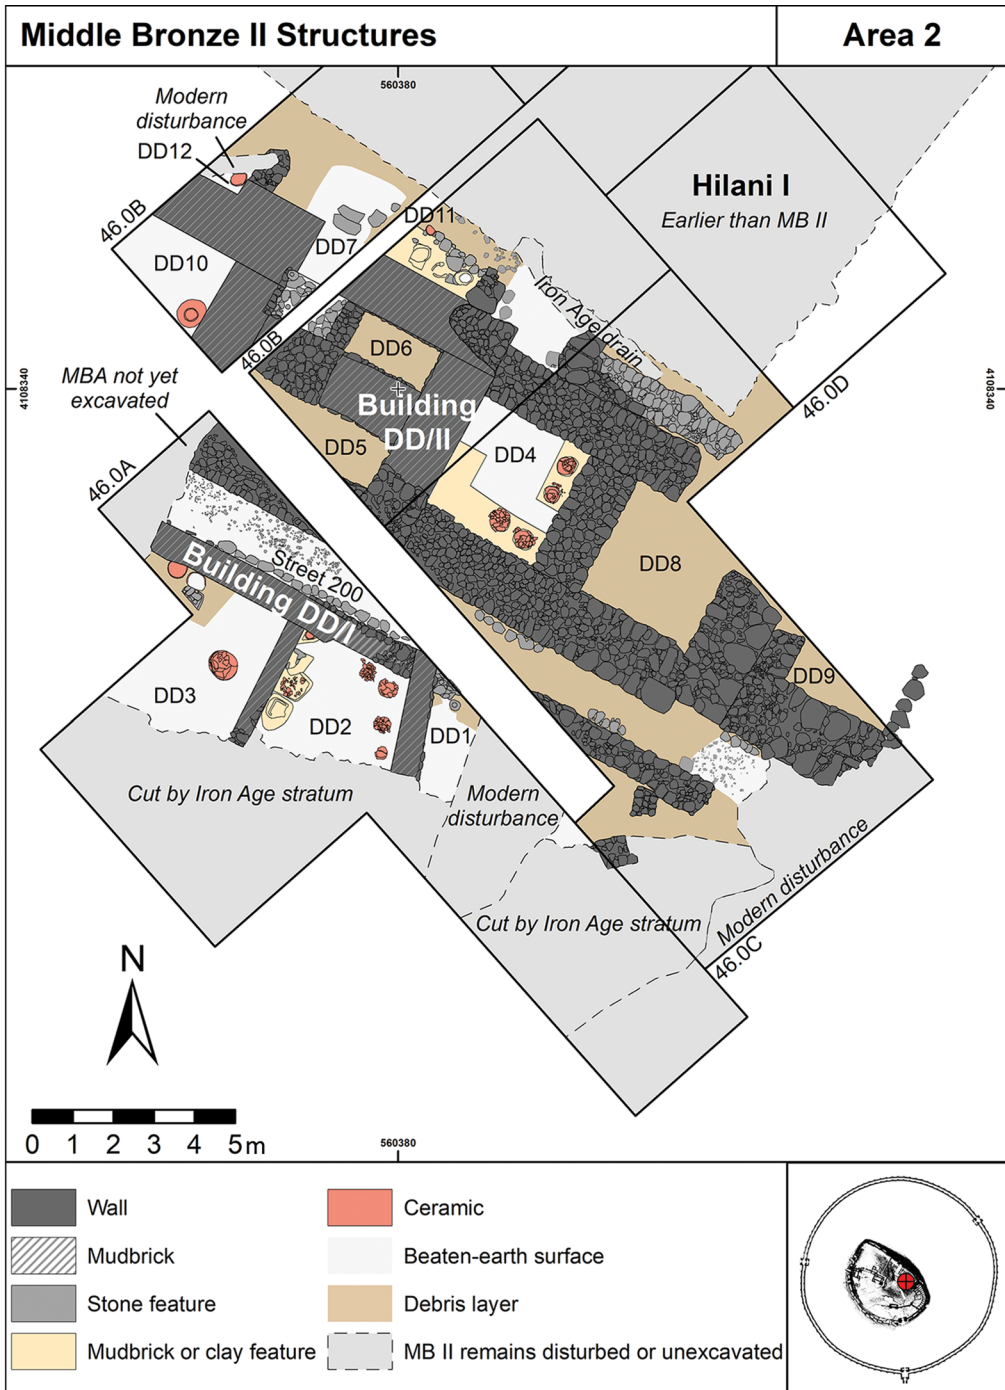 Middle Bronze II Structures
Area 2
560380
Modern
disturbance
DD12
46.0B
DD10
DD7
DD11
Hilani I
Earlier than MB II
Iron Age drain
46.0B
DD6
4108340
4108340
MBA not yet
excavated
46.0D
Building
DD/II
DD5
DD4
46.0A
Street 200
Building DD/I
DD8
DD3
DD2
DD1
DD9
Cut by Iron Age stratum
Modern
disturbance
Cut by Iron Age stratum
Modern disturbance
46.0C
N
0 1 2 3 4 5m
560380
Wall
Mudbrick
Stone feature
Mudbrick or clay feature
Ceramic
Beaten-earth surface
Debris layer
MB II remains disturbed or unexcavated